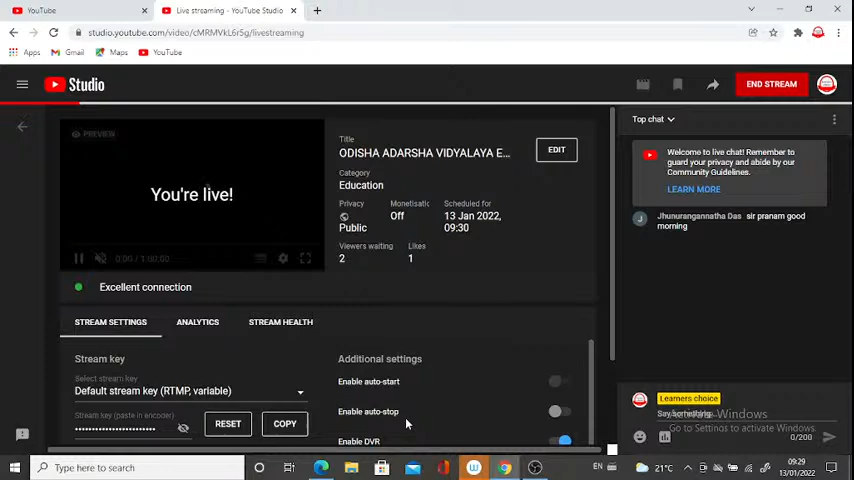 YouTube
Live streaming - YouTube Studio
studio.youtube.com/video/cMRMVkL6r5g/livestreaming
Apps
Gmail
Maps
YouTube
Studio
END STREAM
PREVIEW
You're live!
0:00 / 1:00:00
Title
ODISHA ADARSHA VIDYALAYA E...
EDIT
Category
Education
Privacy
Public
Monetisatic
Off
Scheduled for
13 Jan 2022,
09:30
Viewers waiting
2
Likes
1
Excellent connection
STREAM SETTINGS
ANALYTICS
STREAM HEALTH
Stream key
Select stream key
Default stream key (RTMP, variable)
Stream key (paste in encoder)
RESET
COPY
Additional settings
Enable auto-start
Enable auto-stop
Enable DVR
Top chat
Welcome to live chat! Remember to
guard your privacy and abide by our
Community Guidelines.
LEARN MORE
J
Jhunurangannatha Das sir pranam good
morning
Learners choice
Say something...
Activate Windows
Go to Settings to activate Windows.
0/200
Type here to search
W
EN
21°C
09:29
13/01/2022